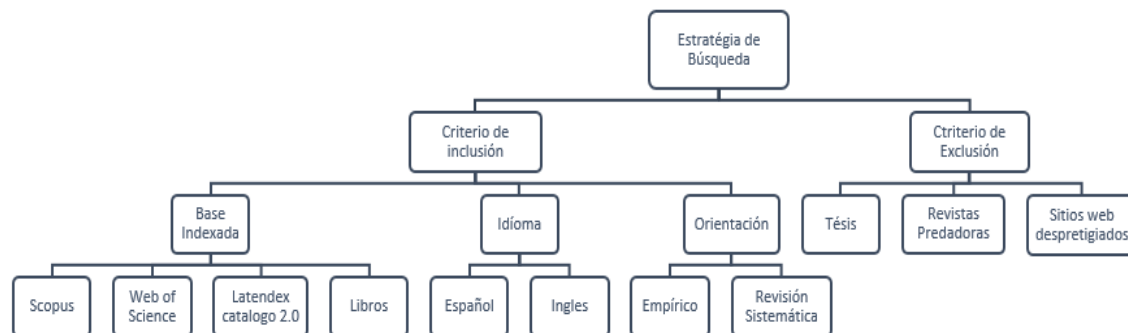 Estratégia de
Búsqueda
Criterio de
inclusión
Ctriterio de
Exclusión
Base
Indexada
Idíoma
Orientación
Tésis
Revistas
Predadoras
Sitios web
despretigiados
Scopus
Web of
Science
Latendex
catalogo 2.0
Libros
Español
Ingles
Empírico
Revisión
Sistemática